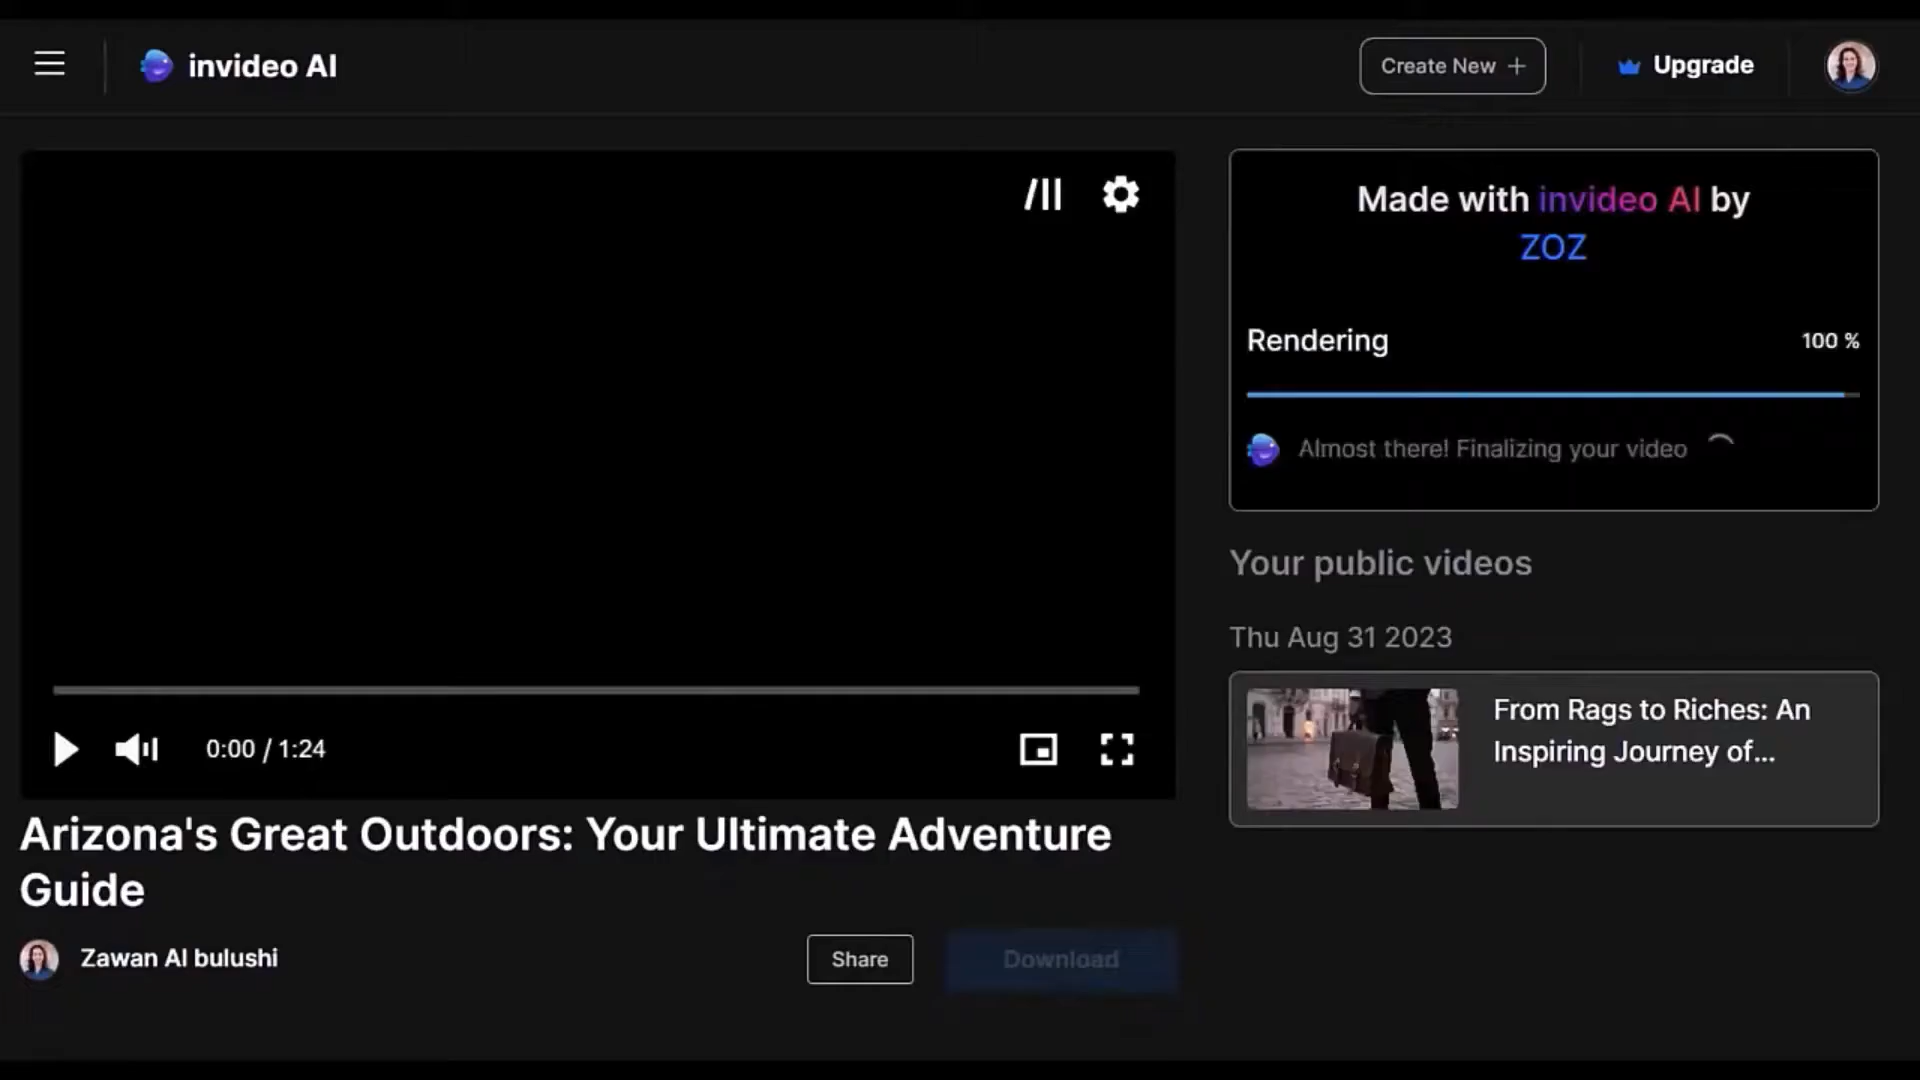 invideo AI
Create New +
Upgrade
Made with invideo AI by
ZOZ
Rendering
100 %
Almost there! Finalizing your video
0:00 / 1:24
Your public videos
Thu Aug 31 2023
From Rags to Riches: An
Inspiring Journey of...
Arizona's Great Outdoors: Your Ultimate Adventure
Guide
Zawan Al bulushi
Share
Download